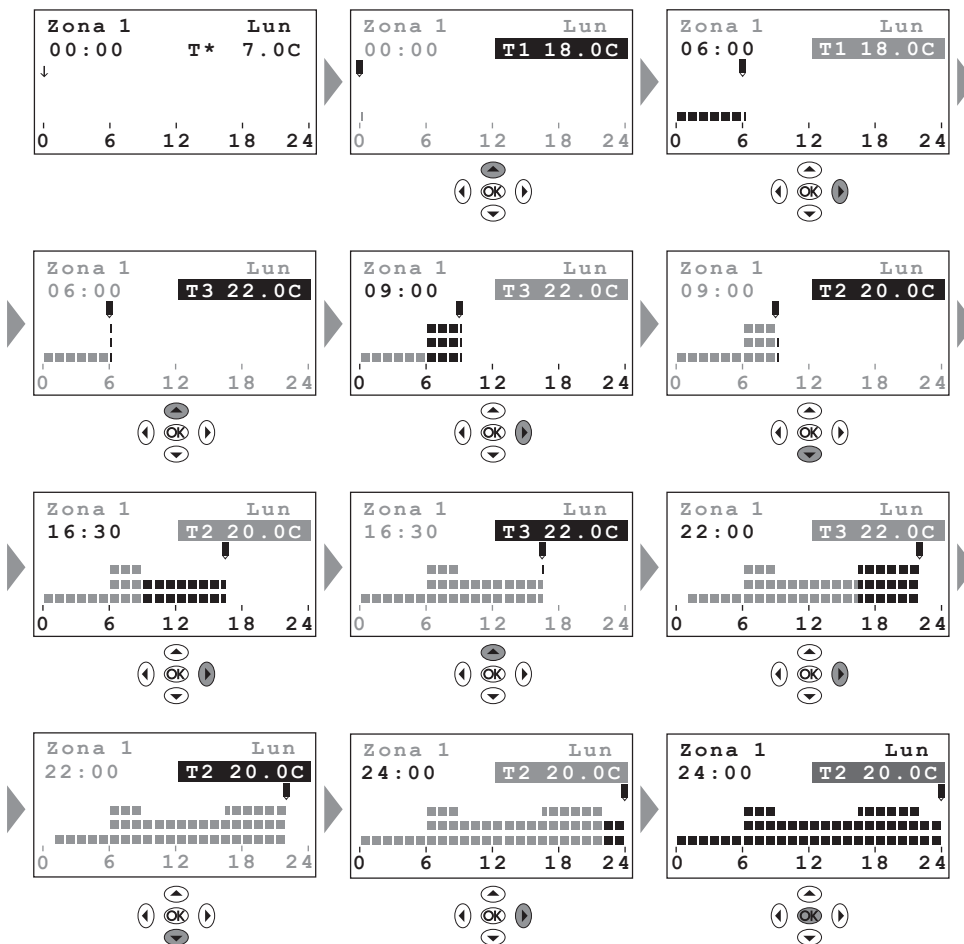 Zona 1 Lun
00:00 T* 7.0C
0 6 12 18 24
Zona 1 Lun
00:00 T1 18.0C
0 6 12 18 24
OK
Zona 1 Lun
06:00 T1 18.0C
0 6 12 18 24
OK
Zona 1 Lun
06:00 T3 22.0C
0 6 12 18 24
OK
Zona 1 Lun
09:00 T3 22.0C
0 6 12 18 24
OK
Zona 1 Lun
09:00 T2 20.0C
0 6 12 18 24
OK
Zona 1 Lun
16:30 T2 20.0C
0 6 12 18 24
OK
Zona 1 Lun
16:30 T3 22.0C
0 6 12 18 24
OK
Zona 1 Lun
22:00 T3 22.0C
0 6 12 18 24
OK
Zona 1 Lun
22:00 T2 20.0C
0 6 12 18 24
OK
Zona 1 Lun
24:00 T2 20.0C
0 6 12 18 24
OK
Zona 1 Lun
24:00 T2 20.0C
0 6 12 18 24
OK